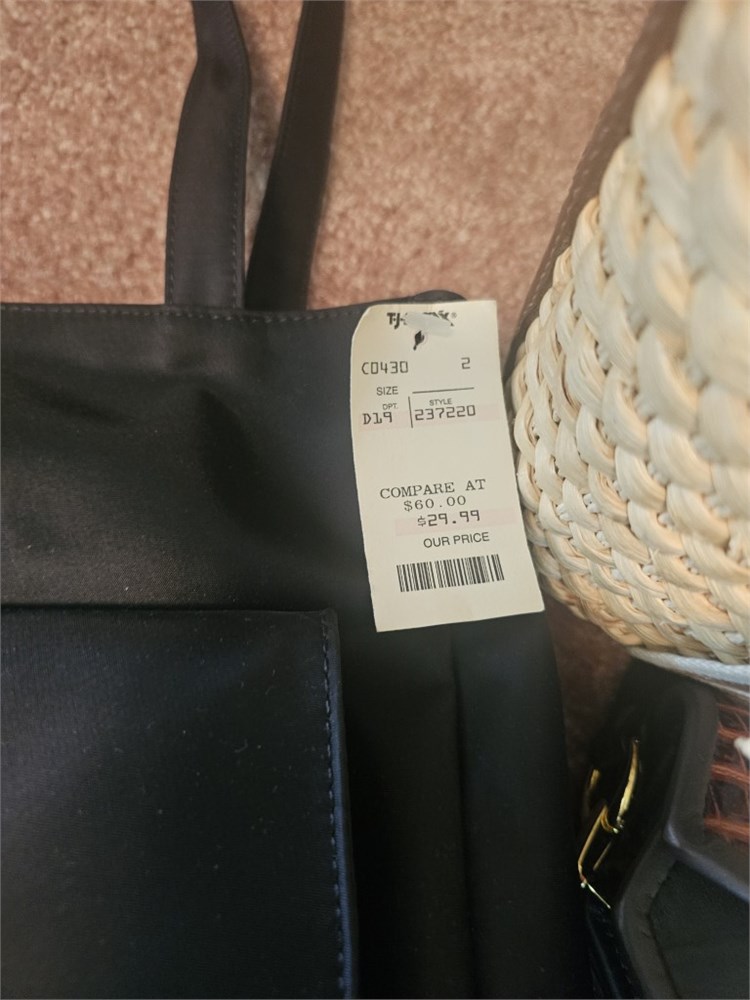 C0430 2
SIZE
DPT. STYLE
D19 237220
COMPARE AT
$60.00
$29.99
OUR PRICE